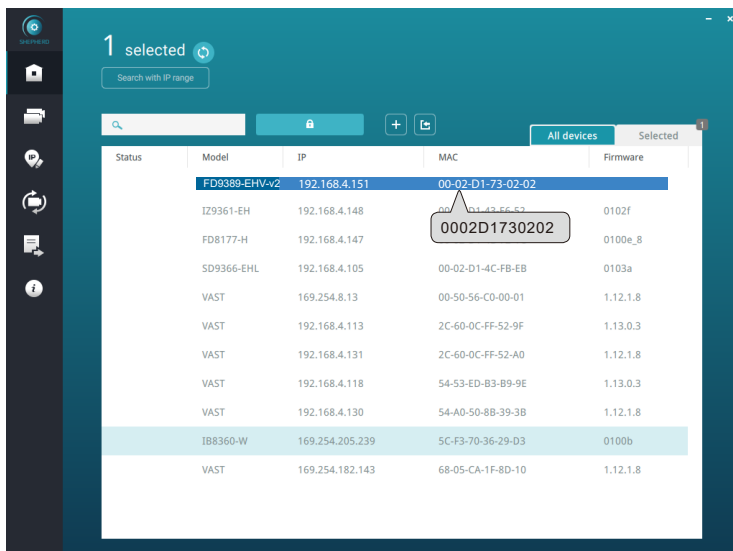 SHEPHERD
1 selected
Search with IP range
1
All devices Selected
Status Model IP MAC Firmware
FD9389-EHV-v2 192.168.4.151 00-02-D1-73-02-02
IZ9361-EH 192.168.4.148 0102f
0002D1730202
FD8177-H 192.168.4.147 0100e_8
SD9366-EHL 192.168.4.105 00-02-D1-4C-FB-EB 0103a
VAST 169.254.8.13 00-50-56-C0-00-01 1.12.1.8
VAST 192.168.4.113 2C-60-0C-FF-52-9F 1.13.0.3
VAST 192.168.4.131 2C-60-0C-FF-52-A0 1.12.1.8
VAST 192.168.4.118 54-53-ED-B3-B9-9E 1.13.0.3
VAST 192.168.4.130 54-A0-50-8B-39-3B 1.12.1.8
IB8360-W 169.254.205.239 5C-F3-70-36-29-D3 0100b
VAST 169.254.182.143 68-05-CA-1F-8D-10 1.12.1.8
IP
i